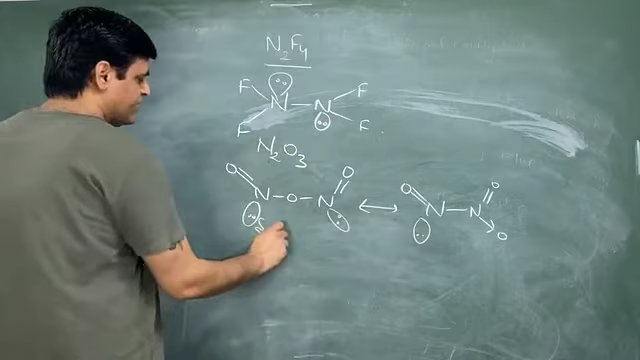 N₂F₄
F F
N — N
F F
N₂O₃
O O O O
N — O — N ⟷ N — N
O